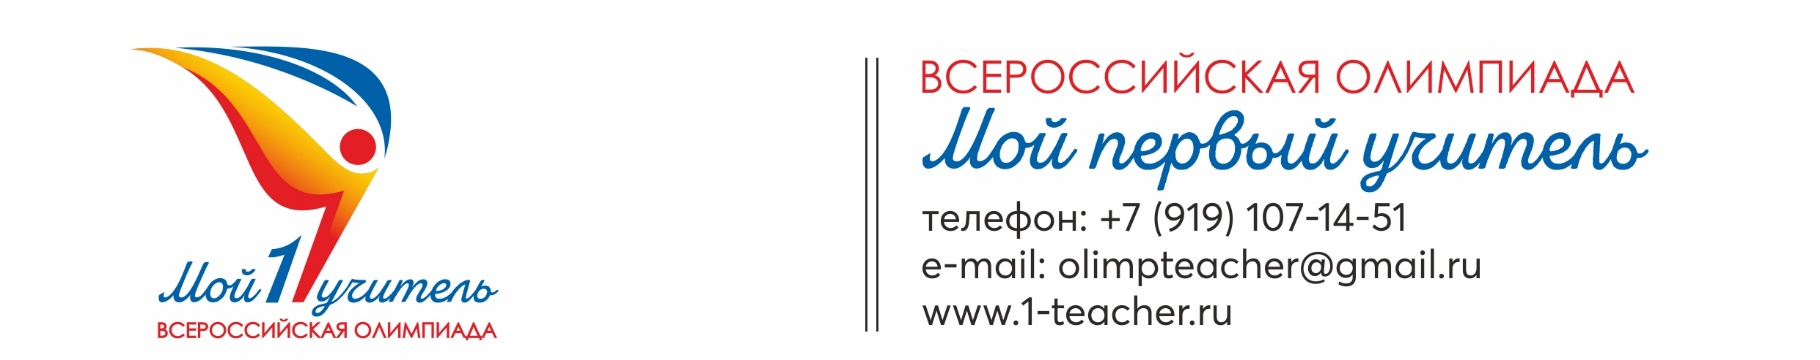 Мой 1 учитель
ВСЕРОССИЙСКАЯ ОЛИМПИАДА
ВСЕРОССИЙСКАЯ ОЛИМПИАДА
Мой первый учитель
телефон: +7 (919) 107-14-51
e-mail: olimpteacher@gmail.ru
www.1-teacher.ru